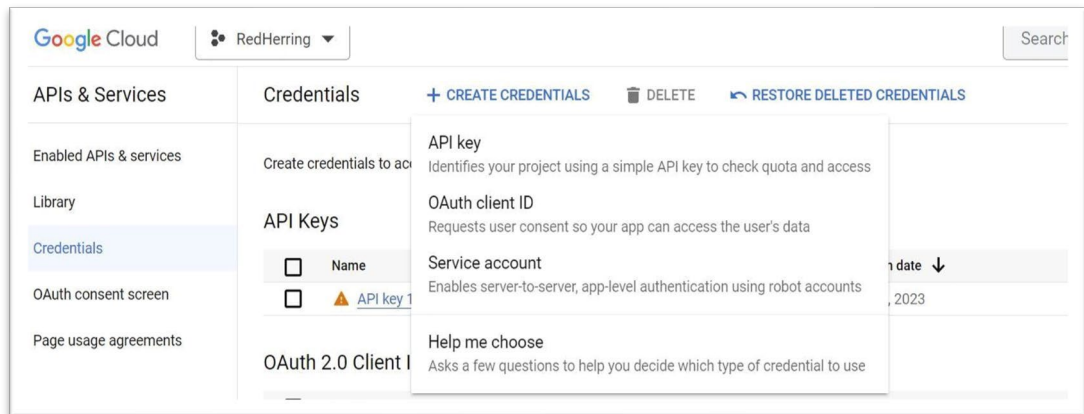 Google Cloud
RedHerring
Search
APIs & Services
Credentials
+ CREATE CREDENTIALS
DELETE
RESTORE DELETED CREDENTIALS
Enabled APIs & services
Library
Credentials
OAuth consent screen
Page usage agreements
Create credentials to
API key
Identifies your project using a simple API key to check quota and access
OAuth client ID
Requests user consent so your app can access the user's data
Service account
Enables server-to-server, app-level authentication using robot accounts
Help me choose
Asks a few questions to help you decide which type of credential to use
API Keys
Name
date
API key 1
, 2023
OAuth 2.0 Client